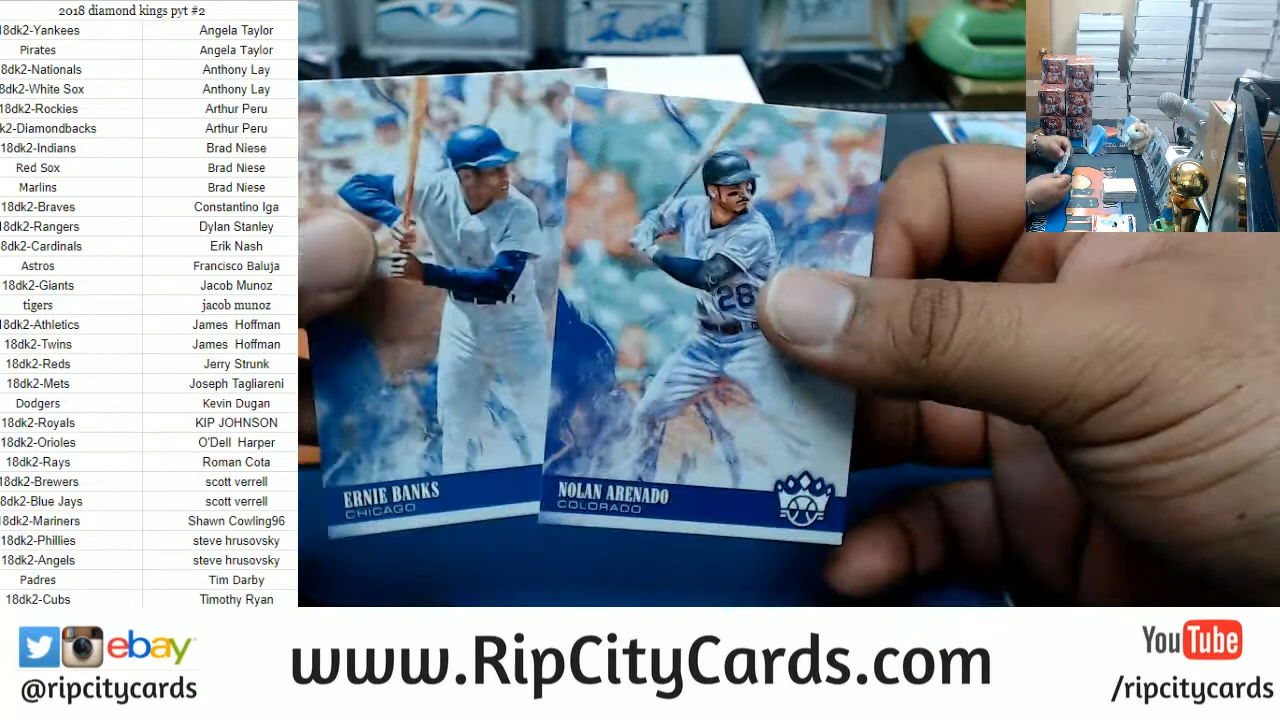 2018 diamond kings pyt #2
18dk2-Yankees Angela Taylor
Pirates Angela Taylor
8dk2-Nationals Anthony Lay
8dk2-White Sox Anthony Lay
8dk2-Rockies Arthur Peru
k2-Diamondbacks Arthur Peru
18dk2-Indians Brad Niese
Red Sox Brad Niese
Marlins Brad Niese
8dk2-Braves Constantino Iga
8dk2-Rangers Dylan Stanley
8dk2-Cardinals Erik Nash
Astros Francisco Baluja
18dk2-Giants Jacob Munoz
tigers jacob munoz
8dk2-Athletics James Hoffman
18dk2-Twins James Hoffman
18dk2-Reds Jerry Strunk
18dk2-Mets Joseph Tagliareni
Dodgers Kevin Dugan
18dk2-Royals KIP JOHNSON
18dk2-Orioles O'Dell Harper
18dk2-Rays Roman Cota
8dk2-Brewers scott verrell
8dk2-Blue Jays scott verrell
8dk2-Mariners Shawn Cowling96
18dk2-Phillies steve hrusovsky
18dk2-Angels steve hrusovsky
Padres Tim Darby
18dk2-Cubs Timothy Ryan
28
ERNIE BANKS
CHICAGO
NOLAN ARENADO
COLORADO
ebay
@ripcitycards
www.RipCityCards.com
YouTube
/ripcitycards